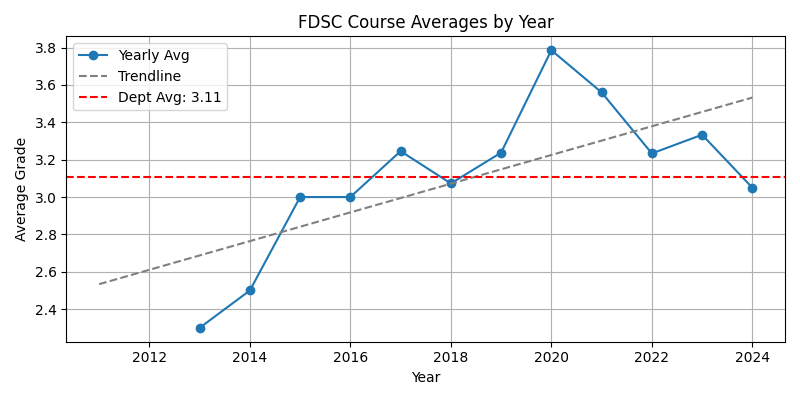 FDSC Course Averages by Year
Yearly Avg
Trendline
Dept Avg: 3.11
Average Grade
3.8
3.6
3.4
3.2
3.0
2.8
2.6
2.4
2012 2014 2016 2018 2020 2022 2024
Year